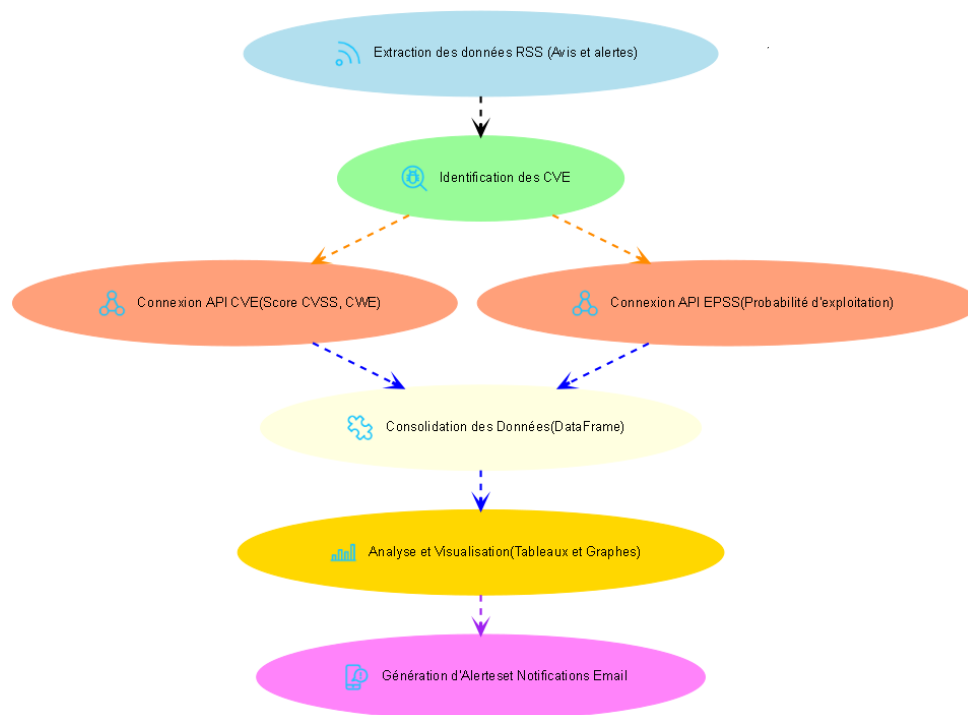 Extraction des données RSS (Avis et alertes)
Identification des CVE
Connexion API CVE(Score CVSS, CWE)
Connexion API EPSS(Probabilité d'exploitation)
Consolidation des Données(DataFrame)
Analyse et Visualisation(Tableaux et Graphes)
Génération d'Alerteset Notifications Email